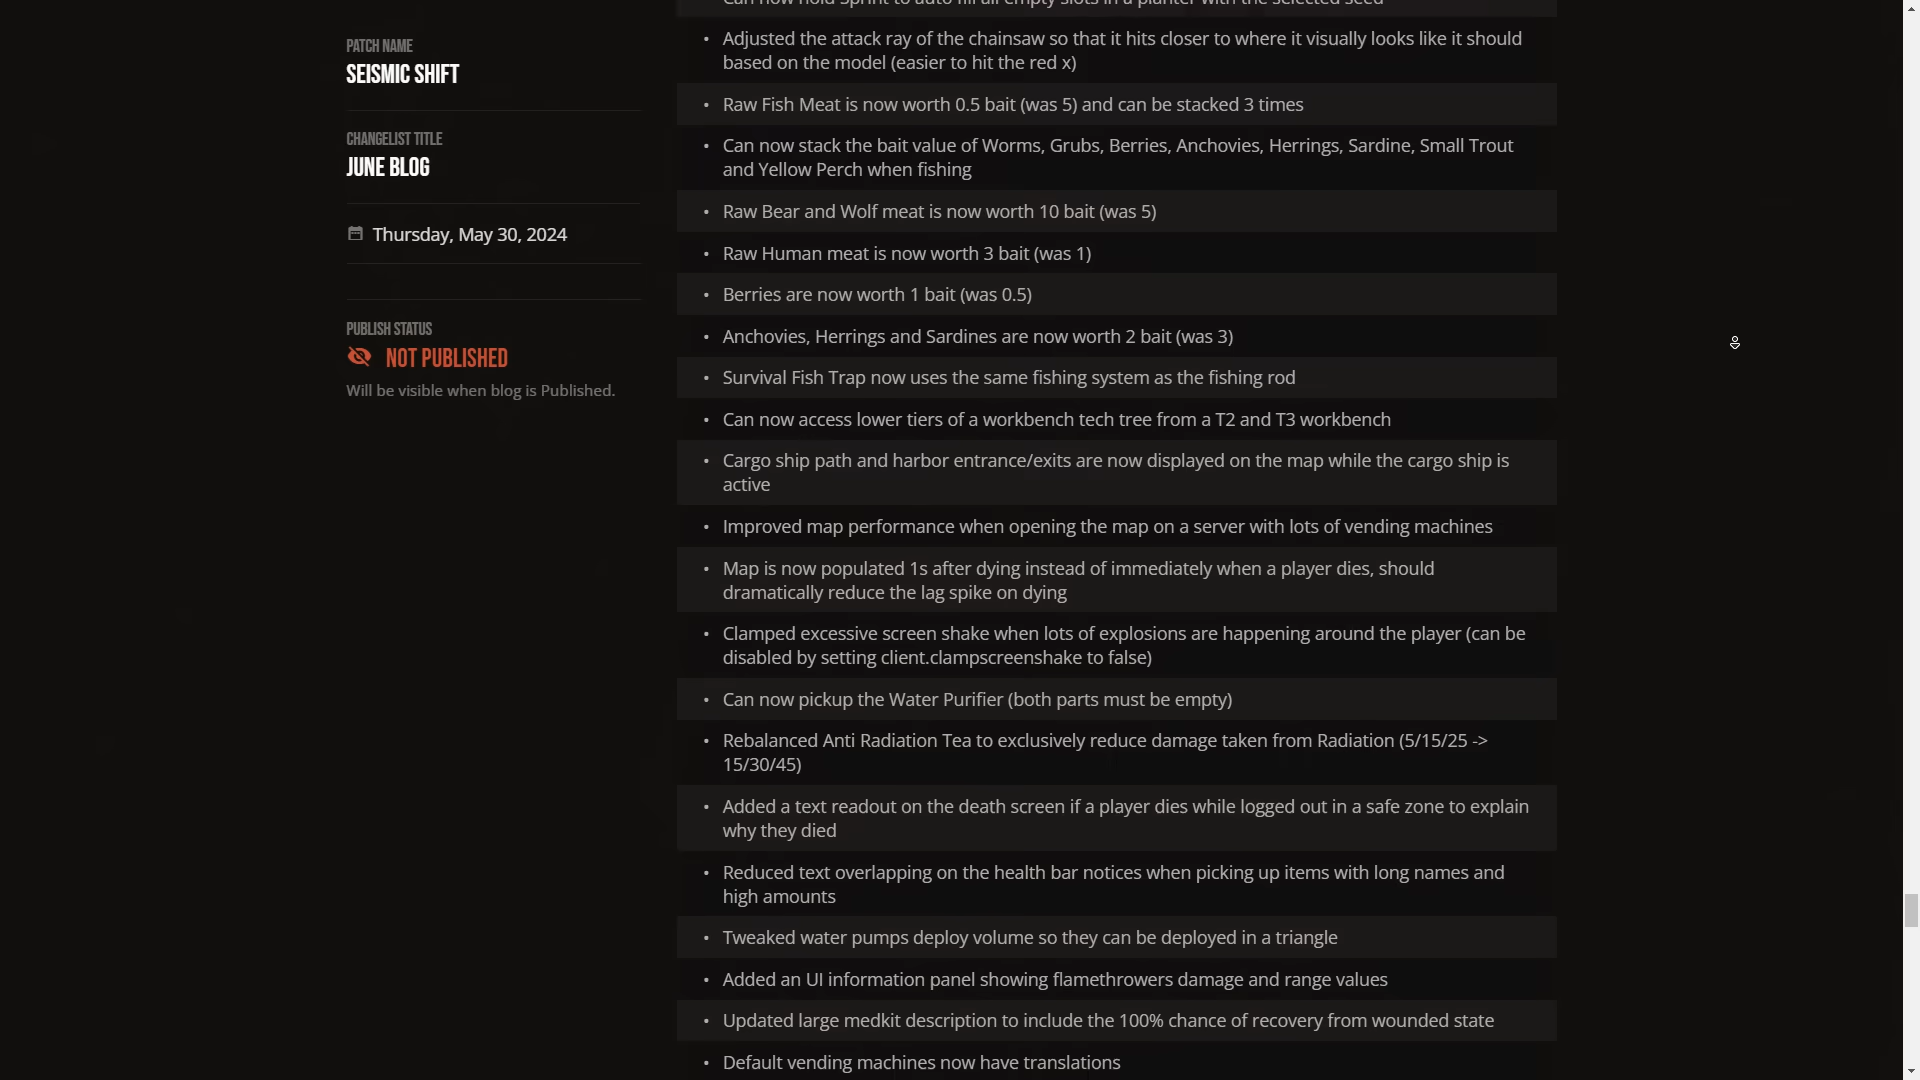 Can now hold Sprint to auto fill all empty slots in a planter with the selected seed
PATCH NAME
SEISMIC SHIFT
CHANGELIST TITLE
JUNE BLOG
Thursday, May 30, 2024
PUBLISH STATUS
NOT PUBLISHED
Will be visible when blog is Published.
• Adjusted the attack ray of the chainsaw so that it hits closer to where it visually looks like it should
based on the model (easier to hit the red x)
• Raw Fish Meat is now worth 0.5 bait (was 5) and can be stacked 3 times
• Can now stack the bait value of Worms, Grubs, Berries, Anchovies, Herrings, Sardine, Small Trout
and Yellow Perch when fishing
• Raw Bear and Wolf meat is now worth 10 bait (was 5)
• Raw Human meat is now worth 3 bait (was 1)
• Berries are now worth 1 bait (was 0.5)
• Anchovies, Herrings and Sardines are now worth 2 bait (was 3)
• Survival Fish Trap now uses the same fishing system as the fishing rod
• Can now access lower tiers of a workbench tech tree from a T2 and T3 workbench
• Cargo ship path and harbor entrance/exits are now displayed on the map while the cargo ship is
active
• Improved map performance when opening the map on a server with lots of vending machines
• Map is now populated 1s after dying instead of immediately when a player dies, should
dramatically reduce the lag spike on dying
• Clamped excessive screen shake when lots of explosions are happening around the player (can be
disabled by setting client.clampscreenshake to false)
• Can now pickup the Water Purifier (both parts must be empty)
• Rebalanced Anti Radiation Tea to exclusively reduce damage taken from Radiation (5/15/25 ->
15/30/45)
• Added a text readout on the death screen if a player dies while logged out in a safe zone to explain
why they died
• Reduced text overlapping on the health bar notices when picking up items with long names and
high amounts
• Tweaked water pumps deploy volume so they can be deployed in a triangle
• Added an UI information panel showing flamethrowers damage and range values
• Updated large medkit description to include the 100% chance of recovery from wounded state
• Default vending machines now have translations